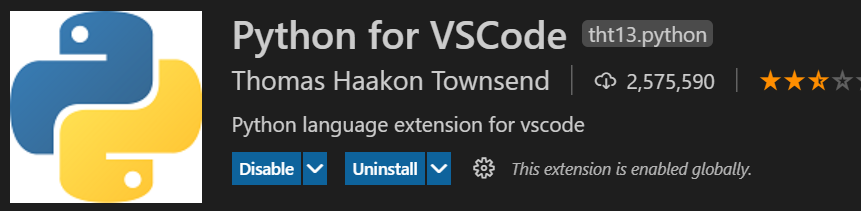 Python for VSCode tht13.python
Thomas Haakon Townsend 2,575,590
Python language extension for vscode
Disable Uninstall This extension is enabled globally.